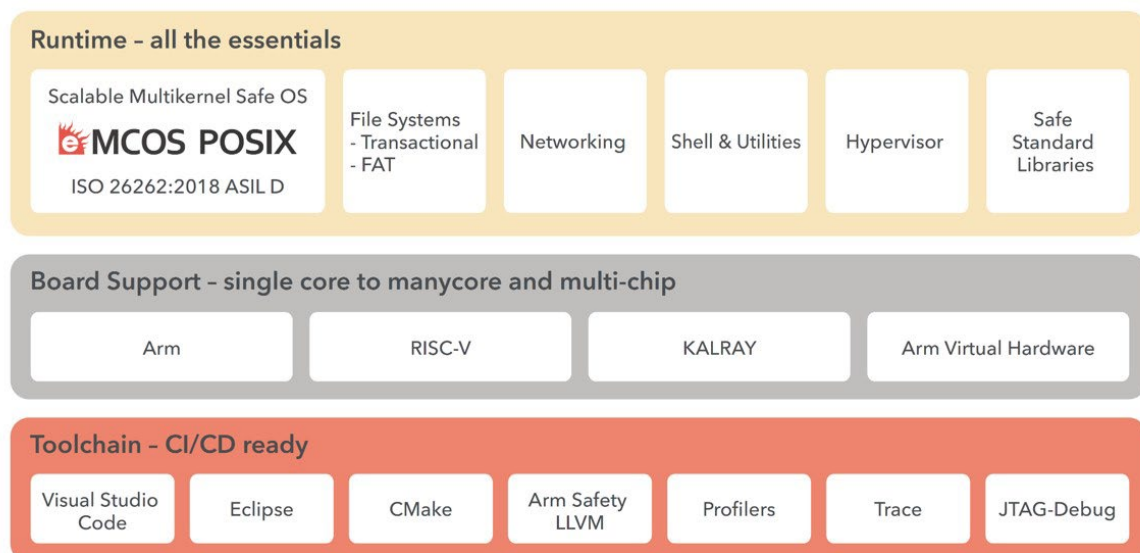 Runtime – all the essentials
Scalable Multikernel Safe OS
eMCOS POSIX
ISO 26262:2018 ASIL D
File Systems
- Transactional
- FAT
Networking
Shell & Utilities
Hypervisor
Safe
Standard
Libraries
Board Support – single core to manycore and multi-chip
Arm
RISC-V
KALRAY
Arm Virtual Hardware
Toolchain – CI/CD ready
Visual Studio
Code
Eclipse
CMake
Arm Safety
LLVM
Profilers
Trace
JTAG-Debug